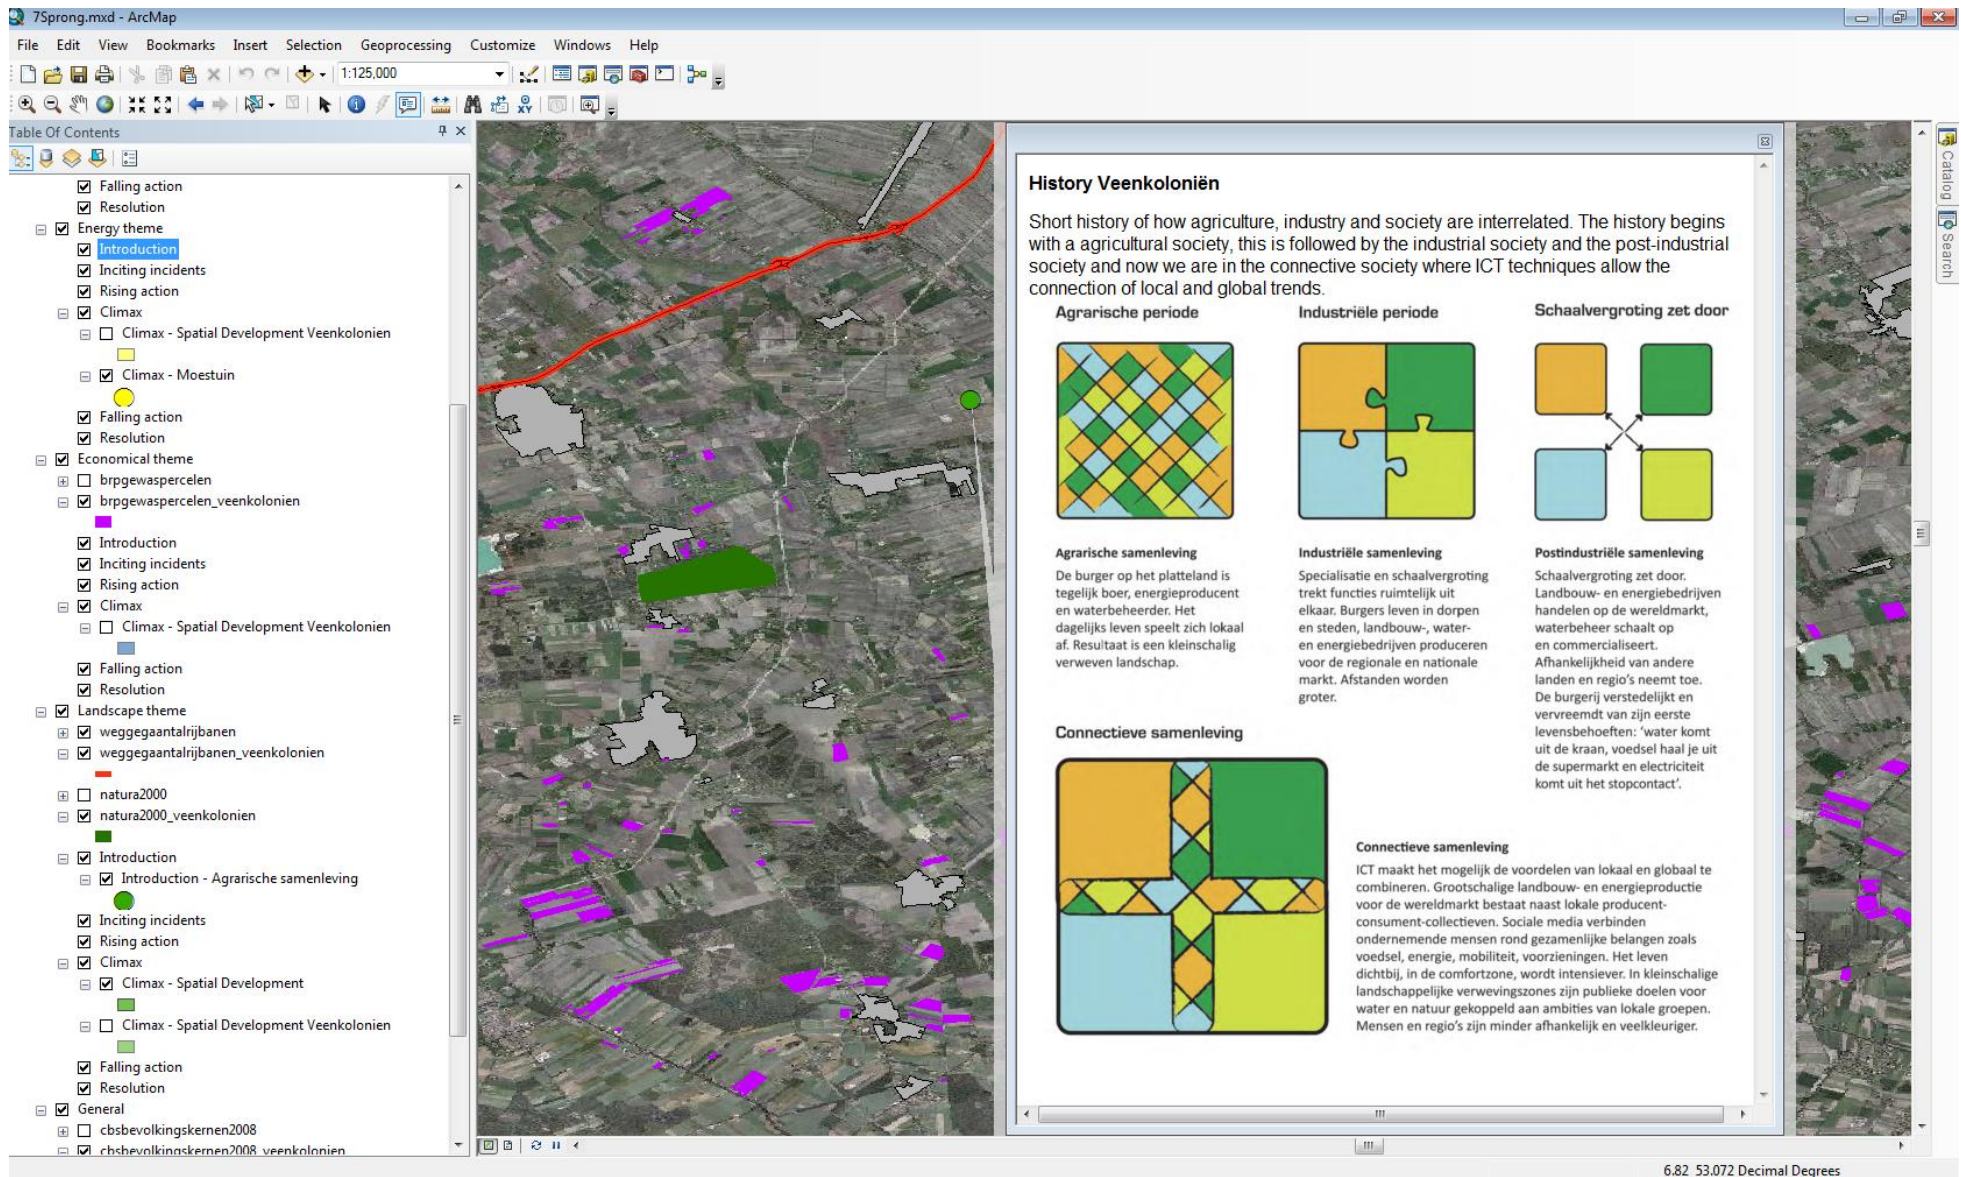 7Sprong.mxd - ArcMap
File Edit View Bookmarks Insert Selection Geoprocessing Customize Windows Help
1:125,000
Table Of Contents
Falling action
Resolution
Energy theme
Introduction
Inciting incidents
Rising action
Climax
Climax - Spatial Development Veenkolonien
Climax - Moestuin
Falling action
Resolution
Economical theme
brpgewaspercelen
brpgewaspercelen_veenkolonien
Introduction
Inciting incidents
Rising action
Climax
Climax - Spatial Development Veenkolonien
Falling action
Resolution
Landscape theme
weggegaantalrijbanen
weggegaantalrijbanen_veenkolonien
natura2000
natura2000_veenkolonien
Introduction
Introduction - Agrarische samenleving
Inciting incidents
Rising action
Climax
Climax - Spatial Development
Climax - Spatial Development Veenkolonien
Falling action
Resolution
General
cbsbevolkingskernen2008
cbsbevolkingskernen2008 veenkolonien
History Veenkoloniën
Short history of how agriculture, industry and society are interrelated. The history begins
with a agricultural society, this is followed by the industrial society and the post-industrial
society and now we are in the connective society where ICT techniques allow the
connection of local and global trends.
Agrarische periode
Agrarische samenleving
De burger op het platteland is
tegelijk boer, energieproducent
en waterbeheerder. Het
dagelijks leven speelt zich lokaal
af. Resultaat is een kleinschalig
verweven landschap.
Industriële periode
Industriële samenleving
Specialisatie en schaalvergroting
trekt functies ruimtelijk uit
elkaar. Burgers leven in dorpen
en steden, landbouw-, water-
en energiebedrijven produceren
voor de regionale en nationale
markt. Afstanden worden
groter.
Schaalvergroting zet door
Postindustriële samenleving
Schaalvergroting zet door.
Landbouw- en energiebedrijven
handelen op de wereldmarkt,
waterbeheer schaalt op
en commercialiseert.
Afhankelijkheid van andere
landen en regio's neemt toe.
De burgerij verstedelijkt en
vervreemdt van zijn eerste
levensbehoeften: ‘water komt
uit de kraan, voedsel haal je uit
de supermarkt en electriciteit
komt uit het stopcontact’.
Connectieve samenleving
Connectieve samenleving
ICT maakt het mogelijk de voordelen van lokaal en globaal te
combineren. Grootschalige landbouw- en energieproductie
voor de wereldmarkt bestaat naast lokale producent-
consument-collectieven. Sociale media verbinden
ondernemende mensen rond gezamenlijke belangen zoals
voedsel, energie, mobiliteit, voorzieningen. Het leven
dichtbij, in de comfortzone, wordt intensiever. In kleinschalige
landschappelijke verwevingszones zijn publieke doelen voor
water en natuur gekoppeld aan ambities van lokale groepen.
Mensen en regio's zijn minder afhankelijk en veelkleuriger.
Catalog
Search
6.82 53.072 Decimal Degrees